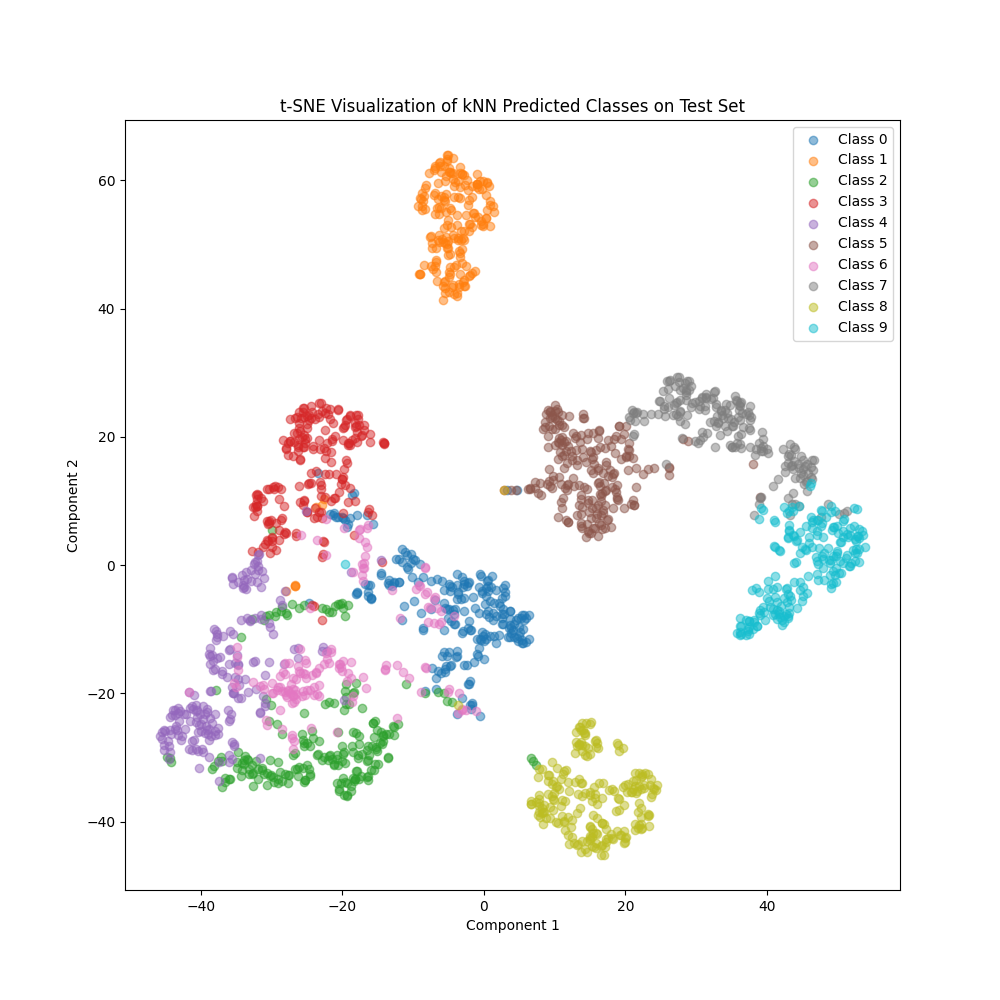 t-SNE Visualization of kNN Predicted Classes on Test Set
Class 0
Class 1
Class 2
Class 3
Class 4
Class 5
Class 6
Class 7
Class 8
Class 9
60
40
20
0
−20
−40
Component 2
−40 −20 0 20 40
Component 1